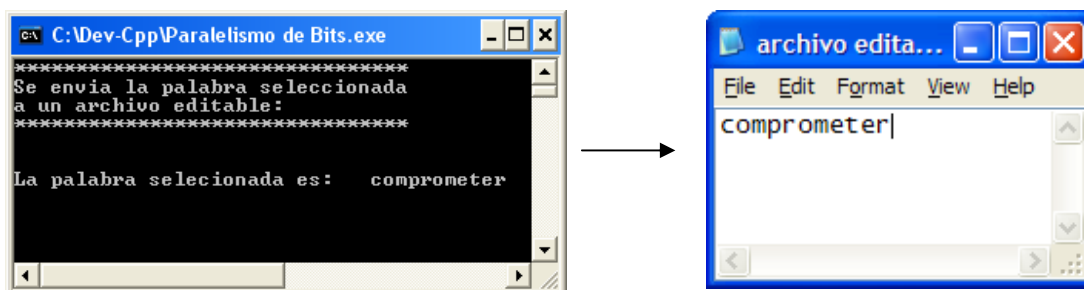 C:\Dev-Cpp\Paralelismo de Bits.exe
********************************
Se envia la palabra seleccionada
a un archivo editable:
********************************
La palabra selecionada es: comprometer
archivo edita...
File Edit Format View Help
comprometer